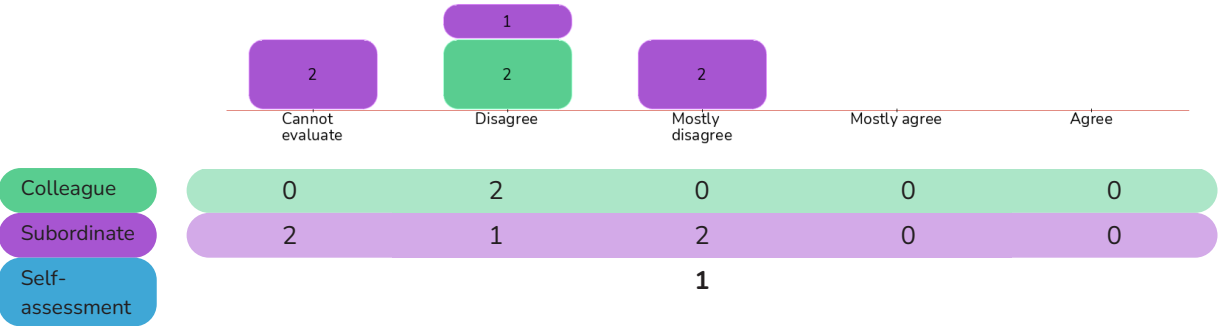 1
2
2
2
Cannot
evaluate
Disagree
Mostly
disagree
Mostly agree
Agree
Colleague
0
2
0
0
0
Subordinate
2
1
2
0
0
Self-
assessment
1